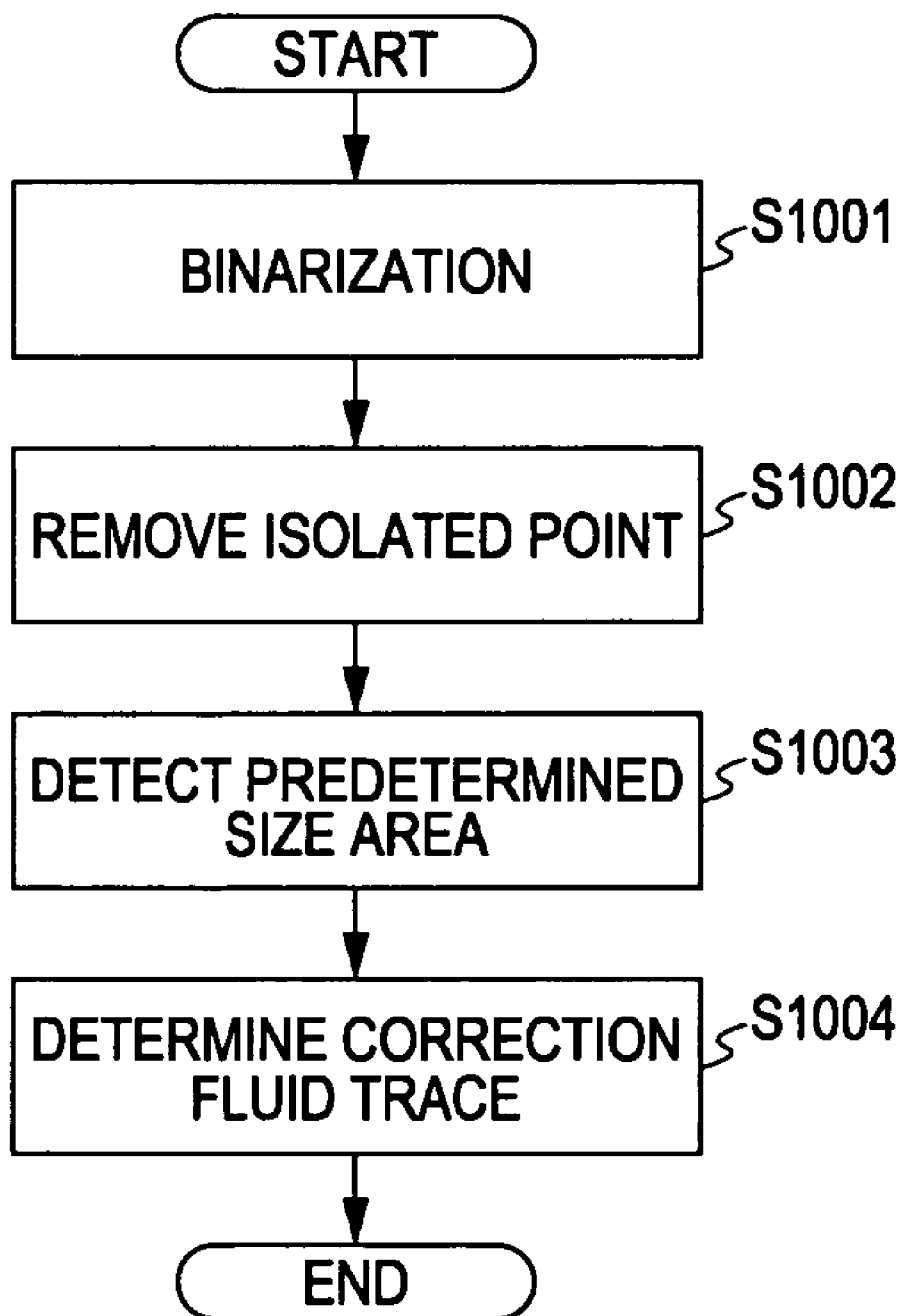 START
BINARIZATION
S1001
REMOVE ISOLATED POINT
S1002
DETECT PREDETERMINED
SIZE AREA
S1003
DETERMINE CORRECTION
FLUID TRACE
S1004
END